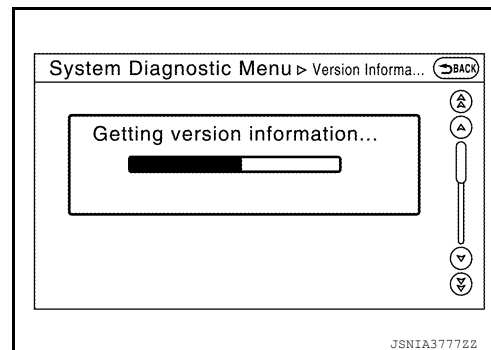 System Diagnostic Menu ▷ Version Informa... BACK
Getting version information...
JSNIA3777ZZ